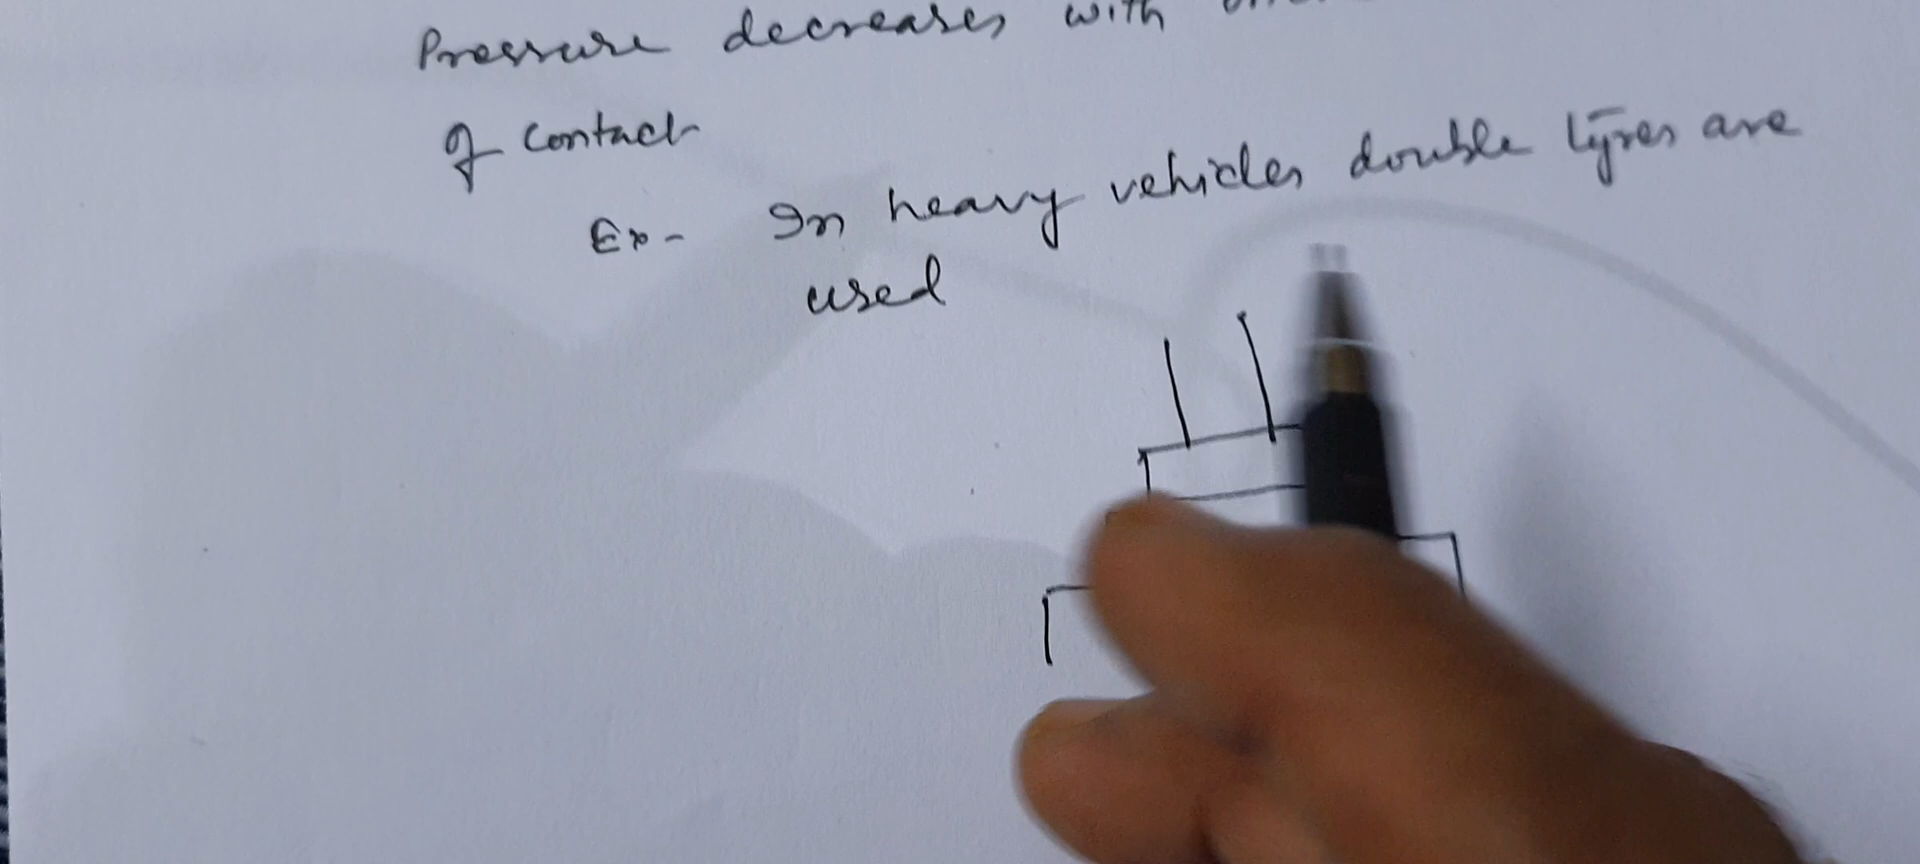 Pressure decreases with
of contact
Ex- In heavy vehicles double tyres are
used